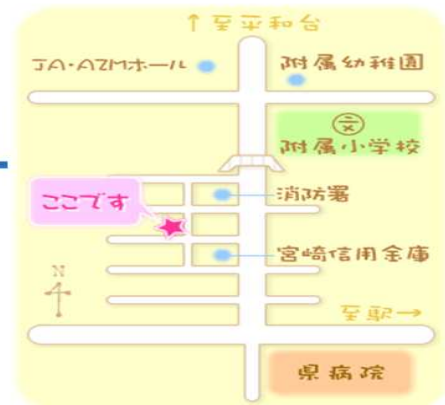 ↑至平和台
JA・AZMホール
附属幼稚園
文
附属小学校
消防署
ここです
宮崎信用金庫
N
至駅→
県病院